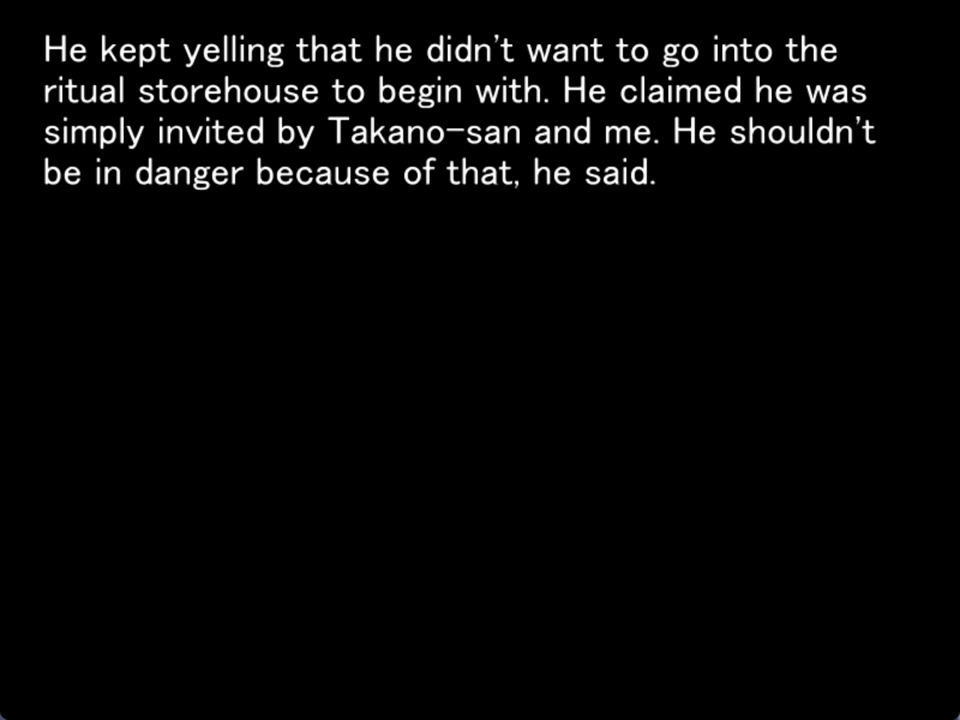 He kept yelling that he didn't want to go into the
ritual storehouse to begin with. He claimed he was
simply invited by Takano-san and me. He shouldn't
be in danger because of that, he said.